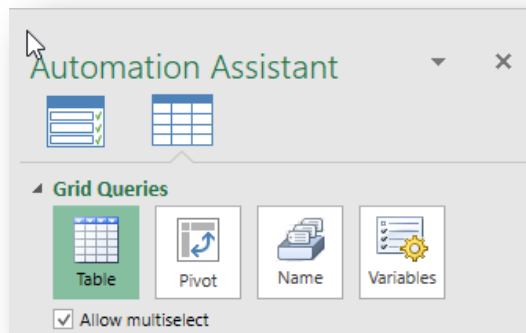 Automation Assistant
Grid Queries
Table Pivot Name Variables
Allow multiselect